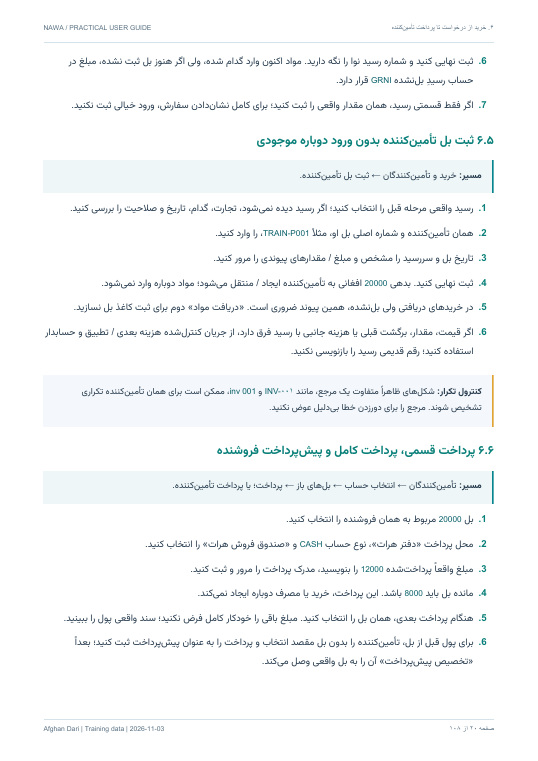 NAWA / PRACTICAL USER GUIDE
۶. خرید از درخواست تا پرداخت تأمین‌کننده
6. ثبت نهایی کنید و شماره رسید نوا را نگه دارید. مواد اکنون وارد گدام شده، ولی اگر هنوز بل ثبت نشده، مبلغ در
حساب رسیدِ بل‌نشده GRNI قرار دارد.
7. اگر فقط قسمتی رسید، همان مقدار واقعی را ثبت کنید؛ برای کامل نشان‌دادن سفارش، ورود خیالی ثبت نکنید.
۶.۵ ثبت بل تأمین‌کننده بدون ورود دوباره موجودی
مسیر: خرید و تأمین‌کنندگان ← ثبت بل تأمین‌کننده.
1. رسید واقعی مرحله قبل را انتخاب کنید؛ اگر رسید دیده نمی‌شود، تجارت، گدام، تاریخ و صلاحیت را بررسی کنید.
2. همان تأمین‌کننده و شماره اصلی بل او، مثلاً TRAIN-P001، را وارد کنید.
3. تاریخ بل و سررسید را مشخص و مبلغ / مقدارهای پیوندی را مرور کنید.
4. ثبت نهایی کنید. بدهی 20000 افغانی به تأمین‌کننده ایجاد / منتقل می‌شود؛ مواد دوباره وارد نمی‌شود.
5. در خریدهای دریافتی ولی بل‌نشده، همین پیوند ضروری است. «دریافت مواد» دوم برای ثبت کاغذ بل نسازید.
6. اگر قیمت، مقدار، برگشت قبلی یا هزینه جانبی با رسید فرق دارد، از جریان کنترل‌شده هزینه بعدی / تطبیق و حسابدار
استفاده کنید؛ رقم قدیمی رسید را بازنویسی نکنید.
کنترول تکرار: شکل‌های ظاهراً متفاوت یک مرجع، مانند INV-۰۰۱ و inv 001، ممکن است برای همان تأمین‌کننده تکراری
تشخیص شوند. مرجع را برای دورزدن خطا بی‌دلیل عوض نکنید.
۶.۶ پرداخت قسمی، پرداخت کامل و پیش‌پرداخت فروشنده
مسیر: تأمین‌کنندگان ← انتخاب حساب ← بل‌های باز ← پرداخت؛ یا پرداخت تأمین‌کننده.
1. بل 20000 مربوط به همان فروشنده را انتخاب کنید.
2. محل پرداخت «دفتر هرات»، نوع حساب CASH و «صندوق فروش هرات» را انتخاب کنید.
3. مبلغ واقعاً پرداخت‌شده 12000 را بنویسید، مدرک پرداخت را مرور و ثبت کنید.
4. مانده بل باید 8000 باشد. این پرداخت، خرید یا مصرف دوباره ایجاد نمی‌کند.
5. هنگام پرداخت بعدی، همان بل را انتخاب کنید. مبلغ باقی را خودکار کامل فرض نکنید؛ سند واقعی پول را ببینید.
6. برای پول قبل از بل، تأمین‌کننده را بدون بل مقصد انتخاب و پرداخت را به عنوان پیش‌پرداخت ثبت کنید؛ بعداً
«تخصیص پیش‌پرداخت» آن را به بل واقعی وصل می‌کند.
Afghan Dari | Training data | 2026-11-03
صفحه ۴۰ از ۱۰۸